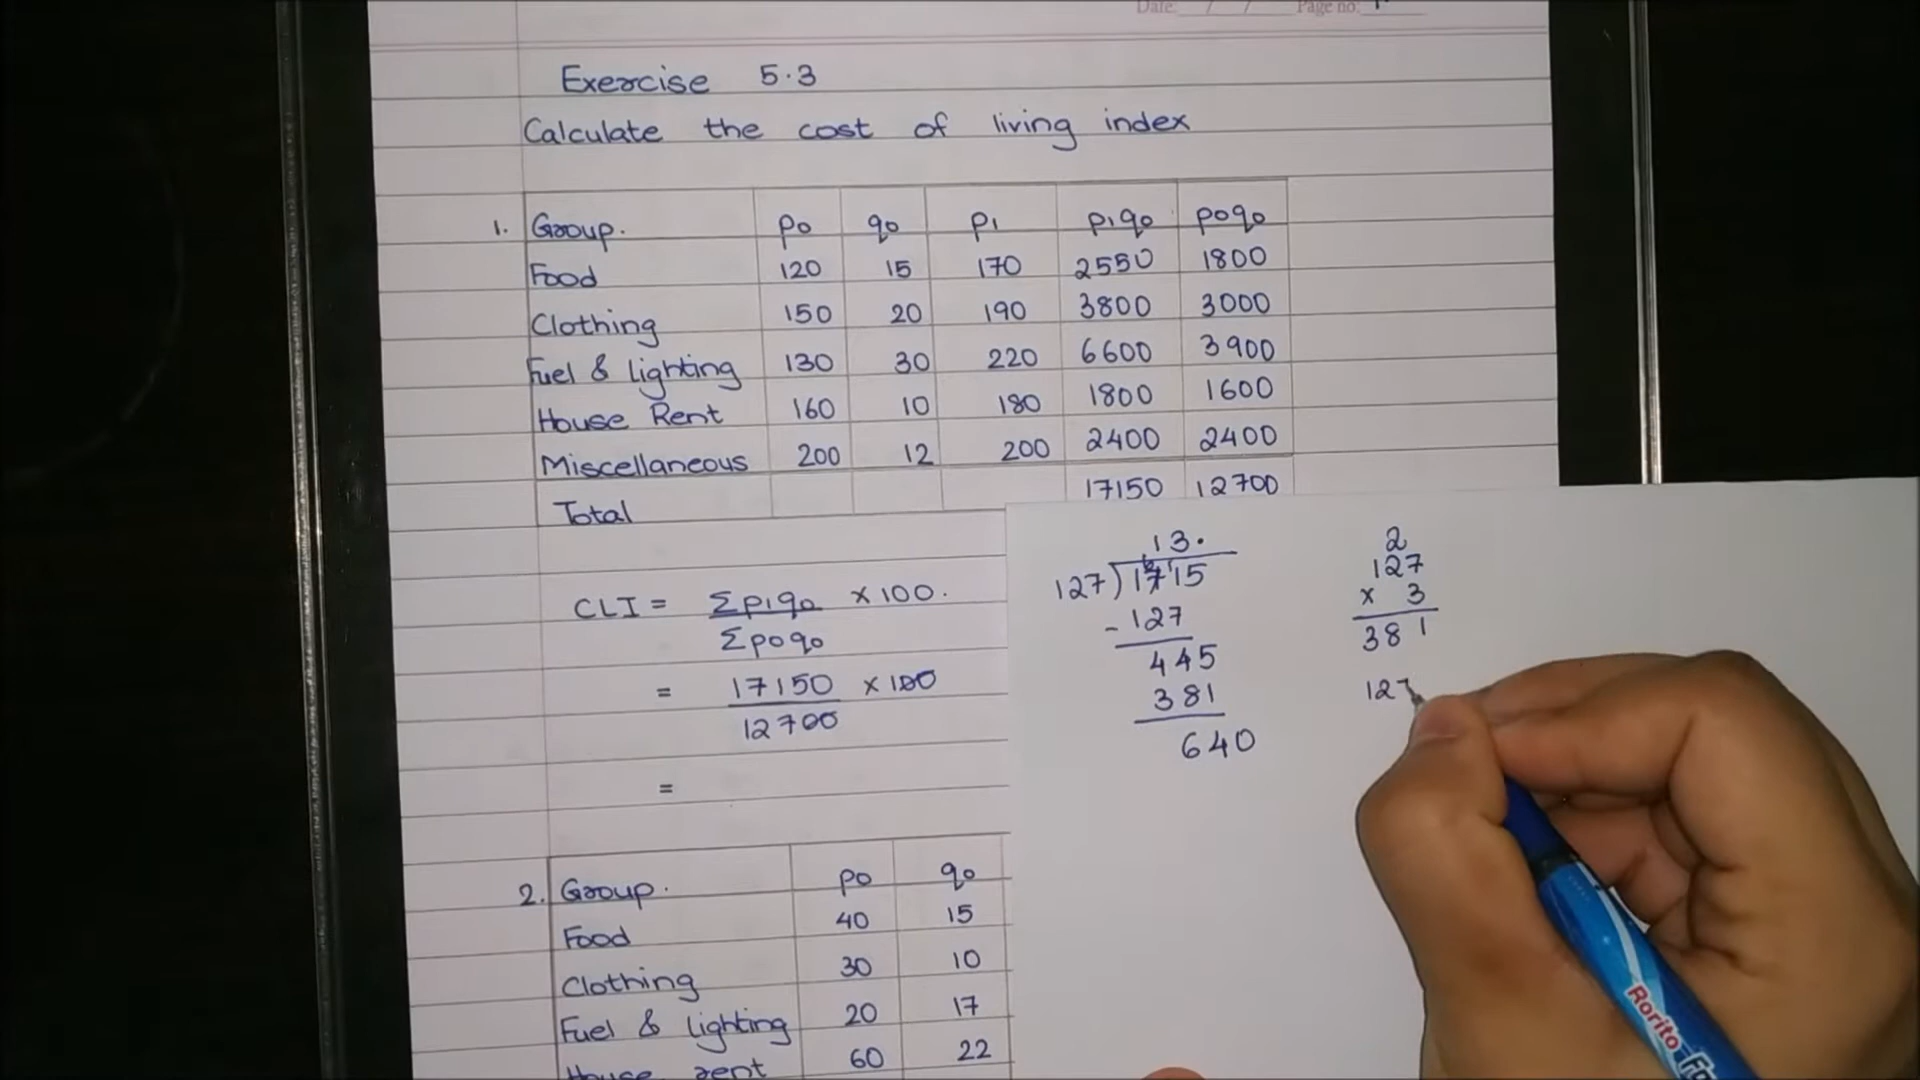 Date: / / Page no:
Exercise 5.3
Calculate the cost of living index
1. Group. p0 q0 p1 p1q0 p0q0
Food 120 15 170 2550 1800
Clothing 150 20 190 3800 3000
Fuel & Lighting 130 30 220 6600 3900
House Rent 160 10 180 1800 1600
Miscellaneous 200 12 200 2400 2400
Total 17150 12700
CLI = Σp1q0 × 100.
Σp0q0
= 17150 × 100
12700
=
13.
127)1715
- 127
445
381
640
2
127
× 3
381
127
2. Group. p0 q0
Food 40 15
Clothing 30 10
Fuel & Lighting 20 17
House rent 60 22
Rorito